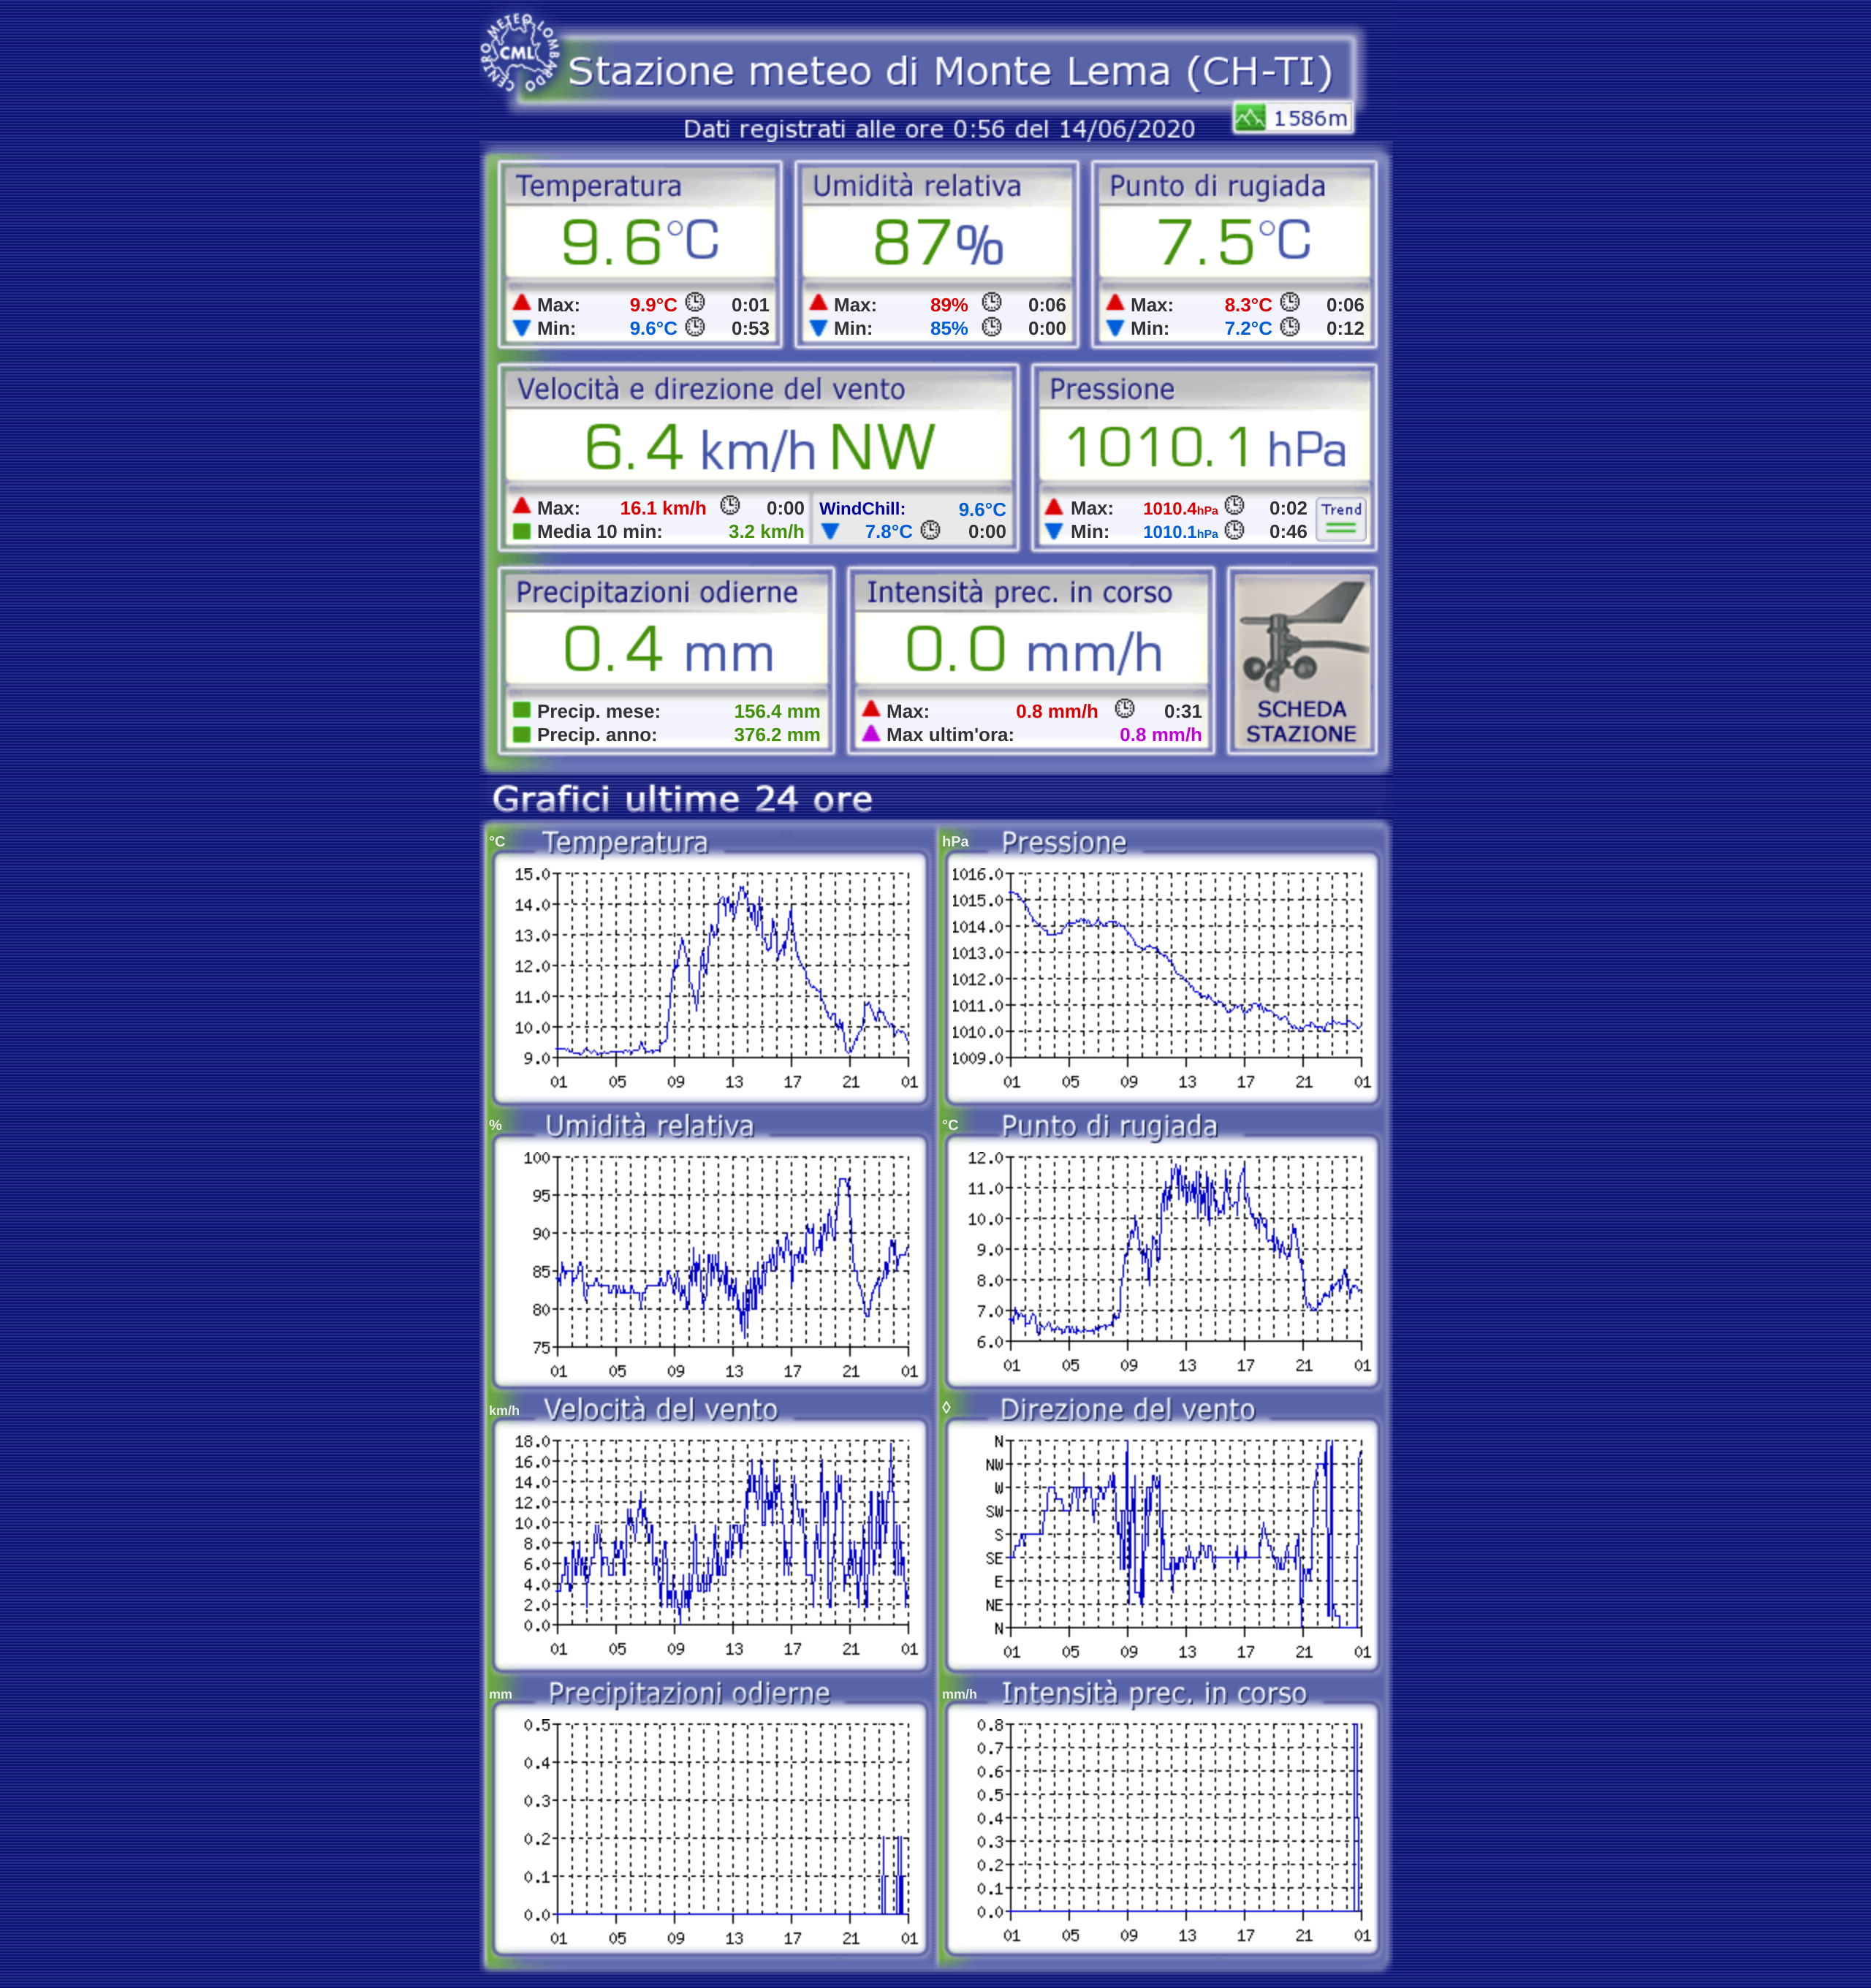 CENTRO METEO LOMBARDO
CML
Stazione meteo di Monte Lema (CH-TI)
1586m
Dati registrati alle ore 0:56 del 14/06/2020
Temperatura Umidità relativa Punto di rugiada
9.6°C 87% 7.5°C
Max: 9.9°C 0:01 Max: 89% 0:06 Max: 8.3°C 0:06
Min: 9.6°C 0:53 Min: 85% 0:00 Min: 7.2°C 0:12
Velocità e direzione del vento Pressione
6.4 km/h NW 1010.1 hPa
Max: 16.1 km/h 0:00 WindChill: 9.6°C Max: 1010.4hPa 0:02 Trend
Media 10 min: 3.2 km/h 7.8°C 0:00 Min: 1010.1hPa 0:46
Precipitazioni odierne Intensità prec. in corso
0.4 mm 0.0 mm/h
Precip. mese: 156.4 mm Max: 0.8 mm/h 0:31 SCHEDA
Precip. anno: 376.2 mm Max ultim'ora: 0.8 mm/h STAZIONE
Grafici ultime 24 ore
°C Temperatura
15.0
14.0
13.0
12.0
11.0
10.0
9.0
01 05 09 13 17 21 01
hPa Pressione
1016.0
1015.0
1014.0
1013.0
1012.0
1011.0
1010.0
1009.0
01 05 09 13 17 21 01
% Umidità relativa
100
95
90
85
80
75
01 05 09 13 17 21 01
°C Punto di rugiada
12.0
11.0
10.0
9.0
8.0
7.0
6.0
01 05 09 13 17 21 01
km/h Velocità del vento
18.0
16.0
14.0
12.0
10.0
8.0
6.0
4.0
2.0
0.0
01 05 09 13 17 21 01
◊ Direzione del vento
N
NW
W
SW
S
SE
E
NE
N
01 05 09 13 17 21 01
mm Precipitazioni odierne
0.5
0.4
0.3
0.2
0.1
0.0
01 05 09 13 17 21 01
mm/h Intensità prec. in corso
0.8
0.7
0.6
0.5
0.4
0.3
0.2
0.1
0.0
01 05 09 13 17 21 01